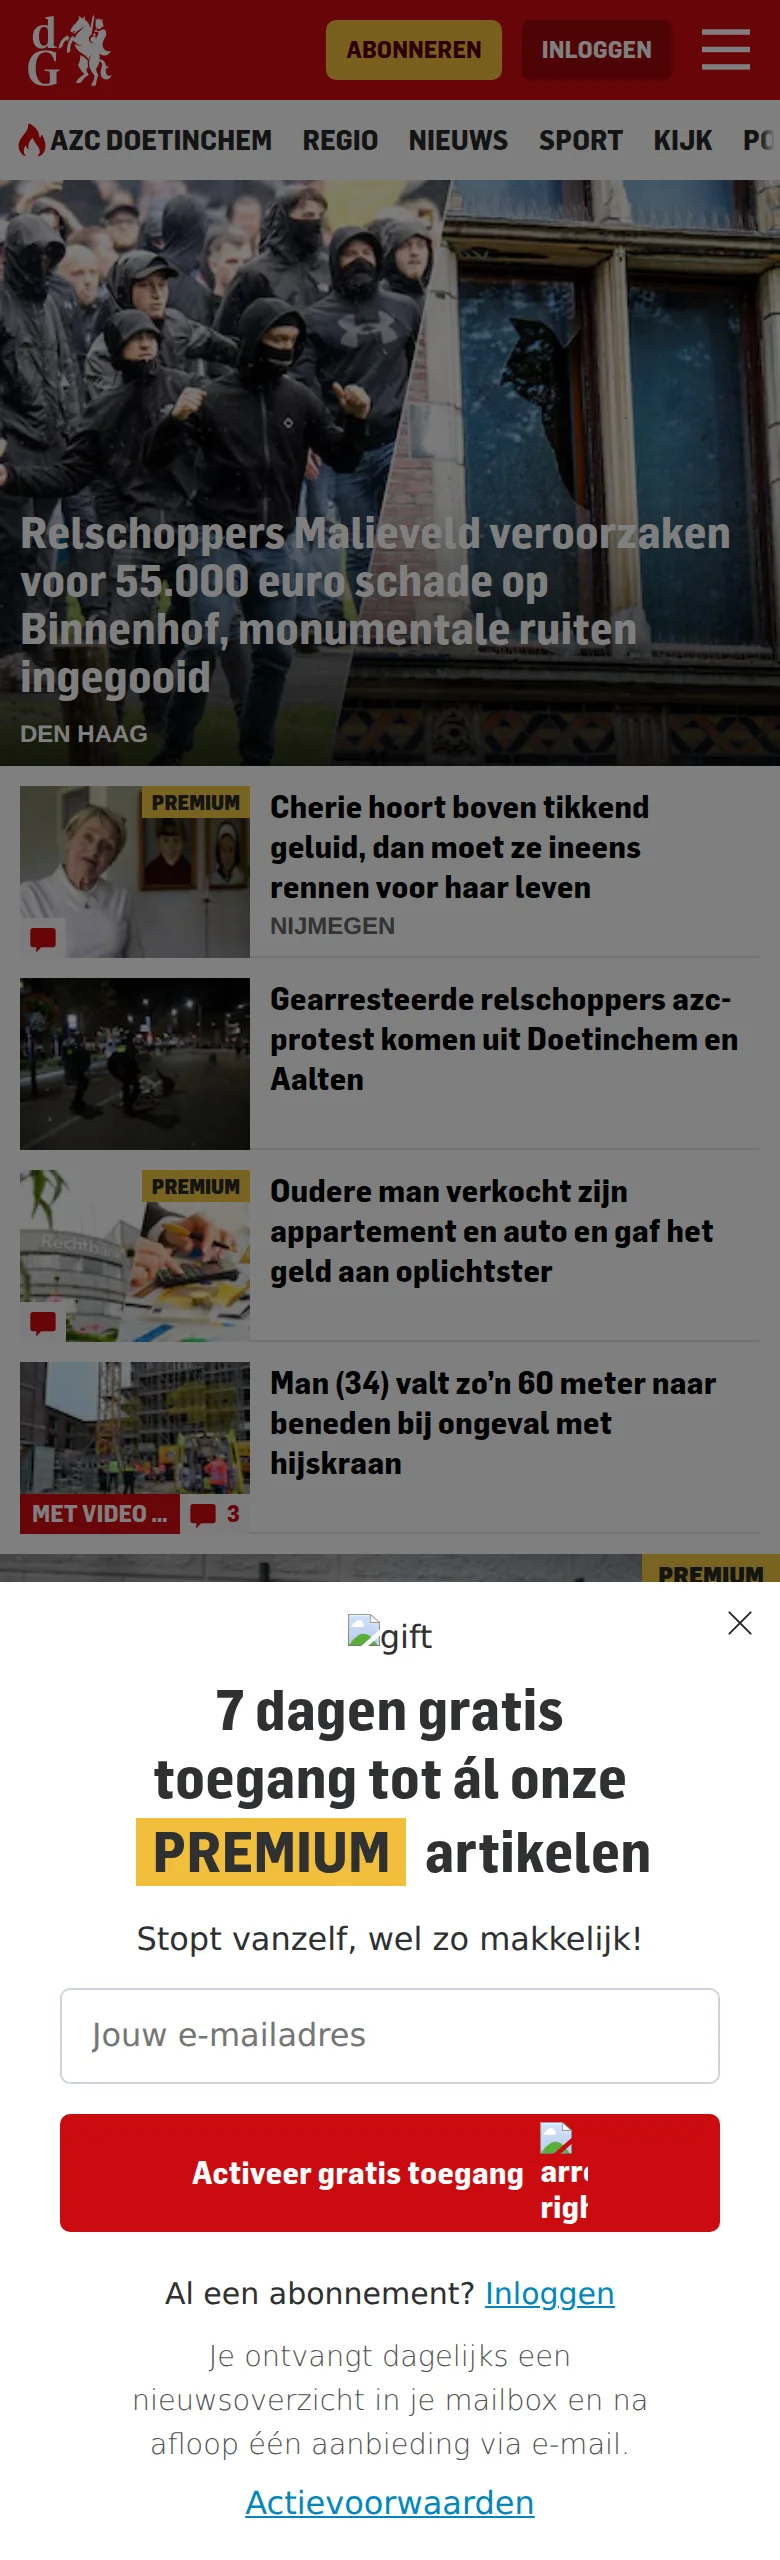 dG
ABONNEREN
INLOGGEN
AZC DOETINCHEM REGIO NIEUWS SPORT KIJK PO
Relschoppers Malieveld veroorzaken
voor 55.000 euro schade op
Binnenhof, monumentale ruiten
ingegooid
DEN HAAG
PREMIUM
Cherie hoort boven tikkend
geluid, dan moet ze ineens
rennen voor haar leven
NIJMEGEN
Gearresteerde relschoppers azc-
protest komen uit Doetinchem en
Aalten
PREMIUM
Rechtbank
Oudere man verkocht zijn
appartement en auto en gaf het
geld aan oplichtster
Man (34) valt zo’n 60 meter naar
beneden bij ongeval met
hijskraan
MET VIDEO ...
3
PREMIUM
gift
7 dagen gratis
toegang tot ál onze
PREMIUM artikelen
Stopt vanzelf, wel zo makkelijk!
Jouw e-mailadres
Activeer gratis toegang
arr
righ
Al een abonnement? Inloggen
Je ontvangt dagelijks een
nieuwsoverzicht in je mailbox en na
afloop één aanbieding via e-mail.
Actievoorwaarden